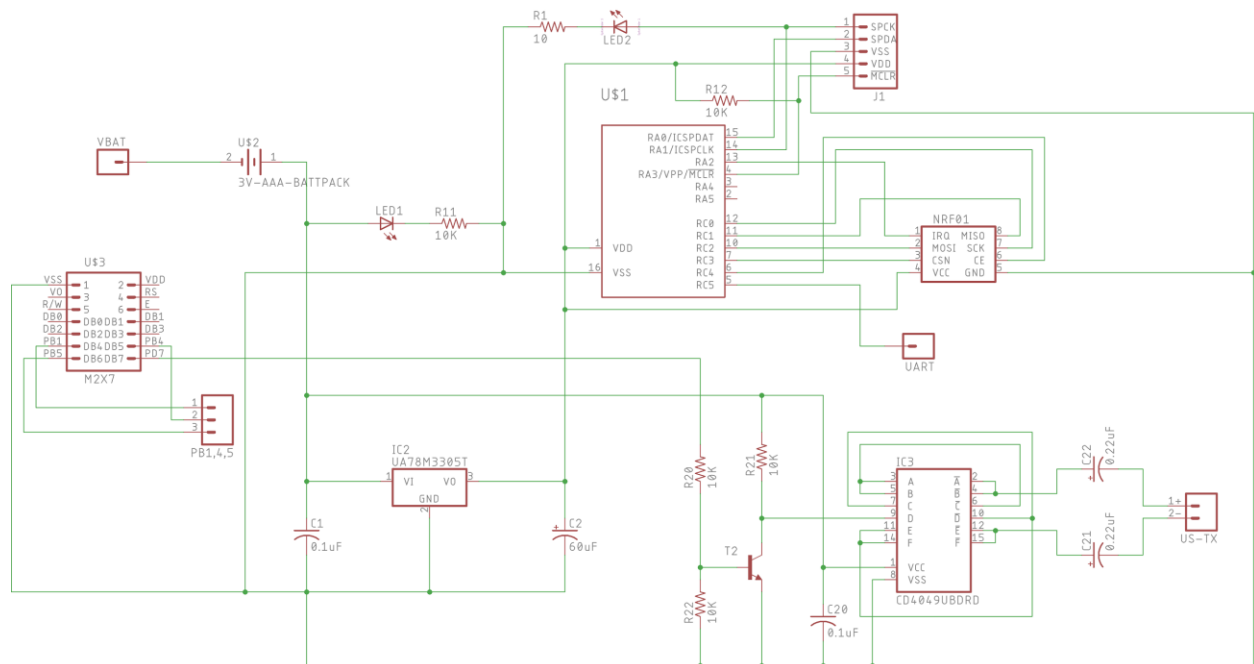 R1
10
LED2
1 SPCK
2 SPDA
3 VSS
4 VDD
5 MCLR
J1
R12
10K
U$1
RA0/ICSPDAT 15
RA1/ICSPCLK 14
RA2 13
RA3/VPP/MCLR 4
RA4 3
RA5 2
RC0 12
RC1 11
RC2 10
RC3 7
RC4 6
RC5 5
1 VDD
16 VSS
VBAT
U$2
2 1
3V-AAA-BATTPACK
LED1
R11
10K
NRF01
1 IRQ MISO 8
2 MOSI SCK 7
3 CSN CE 6
4 VCC GND 5
UART
U$3
VSS 1 2 VDD
VO 3 4 RS
R/W 5 6 E
DB0 DB0DB1 DB1
DB2 DB2DB3 DB3
PB1 DB4DB5 PB4
PB5 DB6DB7 PD7
M2X7
1
2
3
PB1,4,5
IC2
UA78M3305T
1 VI VO 3
GND
2
C1
0.1uF
C2
60uF
R20
10K
R21
10K
T2
R22
10K
C20
0.1uF
IC3
3 A A 2
5 B B 4
7 C C 6
9 D D 10
11 E E 12
14 F F 15
1 VCC
8 VSS
CD4049UBDRD
C22
0.22uF
C21
0.22uF
1+
2-
US-TX